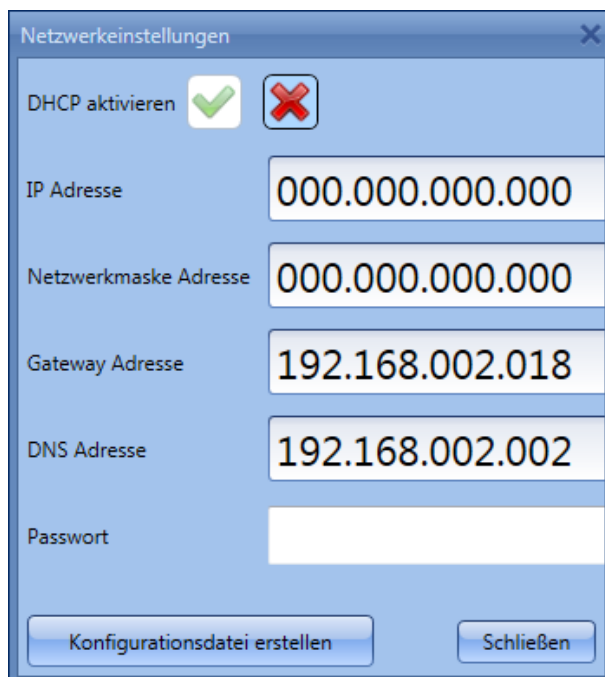 Netzwerkeinstellungen
DHCP aktivieren
IP Adresse 000.000.000.000
Netzwerkmaske Adresse 000.000.000.000
Gateway Adresse 192.168.002.018
DNS Adresse 192.168.002.002
Passwort
Konfigurationsdatei erstellen Schließen